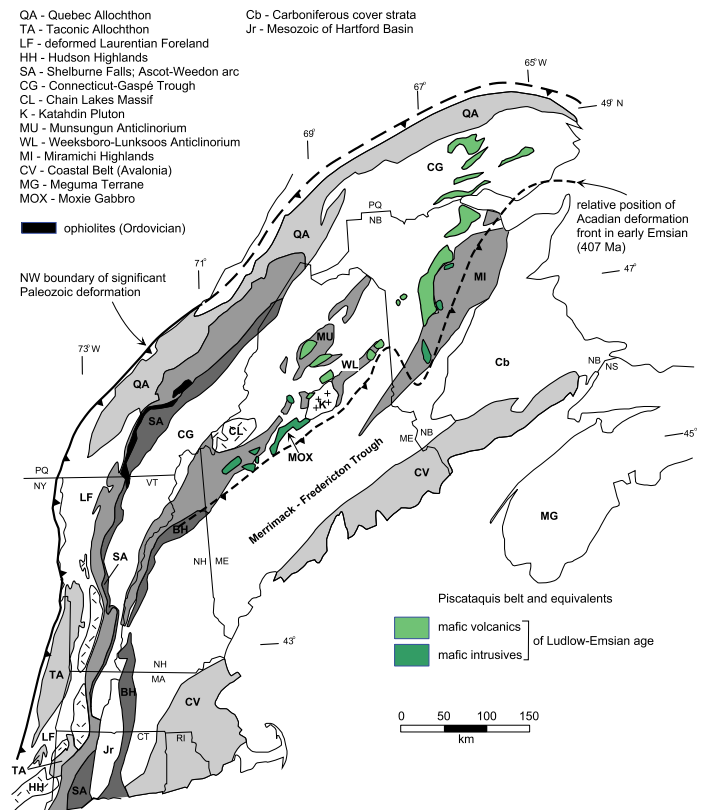 QA - Quebec Allochthon
TA - Taconic Allochthon
LF - deformed Laurentian Foreland
HH - Hudson Highlands
SA - Shelburne Falls; Ascot-Weedon arc
CG - Connecticut-Gaspé Trough
CL - Chain Lakes Massif
K - Katahdin Pluton
MU - Munsungun Anticlinorium
WL - Weeksboro-Lunksoos Anticlinorium
MI - Miramichi Highlands
CV - Coastal Belt (Avalonia)
MG - Meguma Terrane
MOX - Moxie Gabbro
Cb - Carboniferous cover strata
Jr - Mesozoic of Hartford Basin
ophiolites (Ordovician)
NW boundary of significant
Paleozoic deformation
65° W
67°
49° N
69°
QA
CG
relative position of
Acadian deformation
front in early Emsian
(407 Ma)
PQ
NB
QA
71°
47°
MI
73° W
MU
WL
Cb
NB
NS
QA
K
SA
CG
CL
MOX
ME
NB
45°
PQ
NY
VT
LF
CV
Merrimack - Fredericton Trough
MG
BH
SA
NH
ME
Piscataquis belt and equivalents
mafic volcanics
mafic intrusives
of Ludlow-Emsian age
43°
NH
MA
TA
BH
CV
LF
Jr
CT
RI
TA
HH
SA
0 50 100 150
km